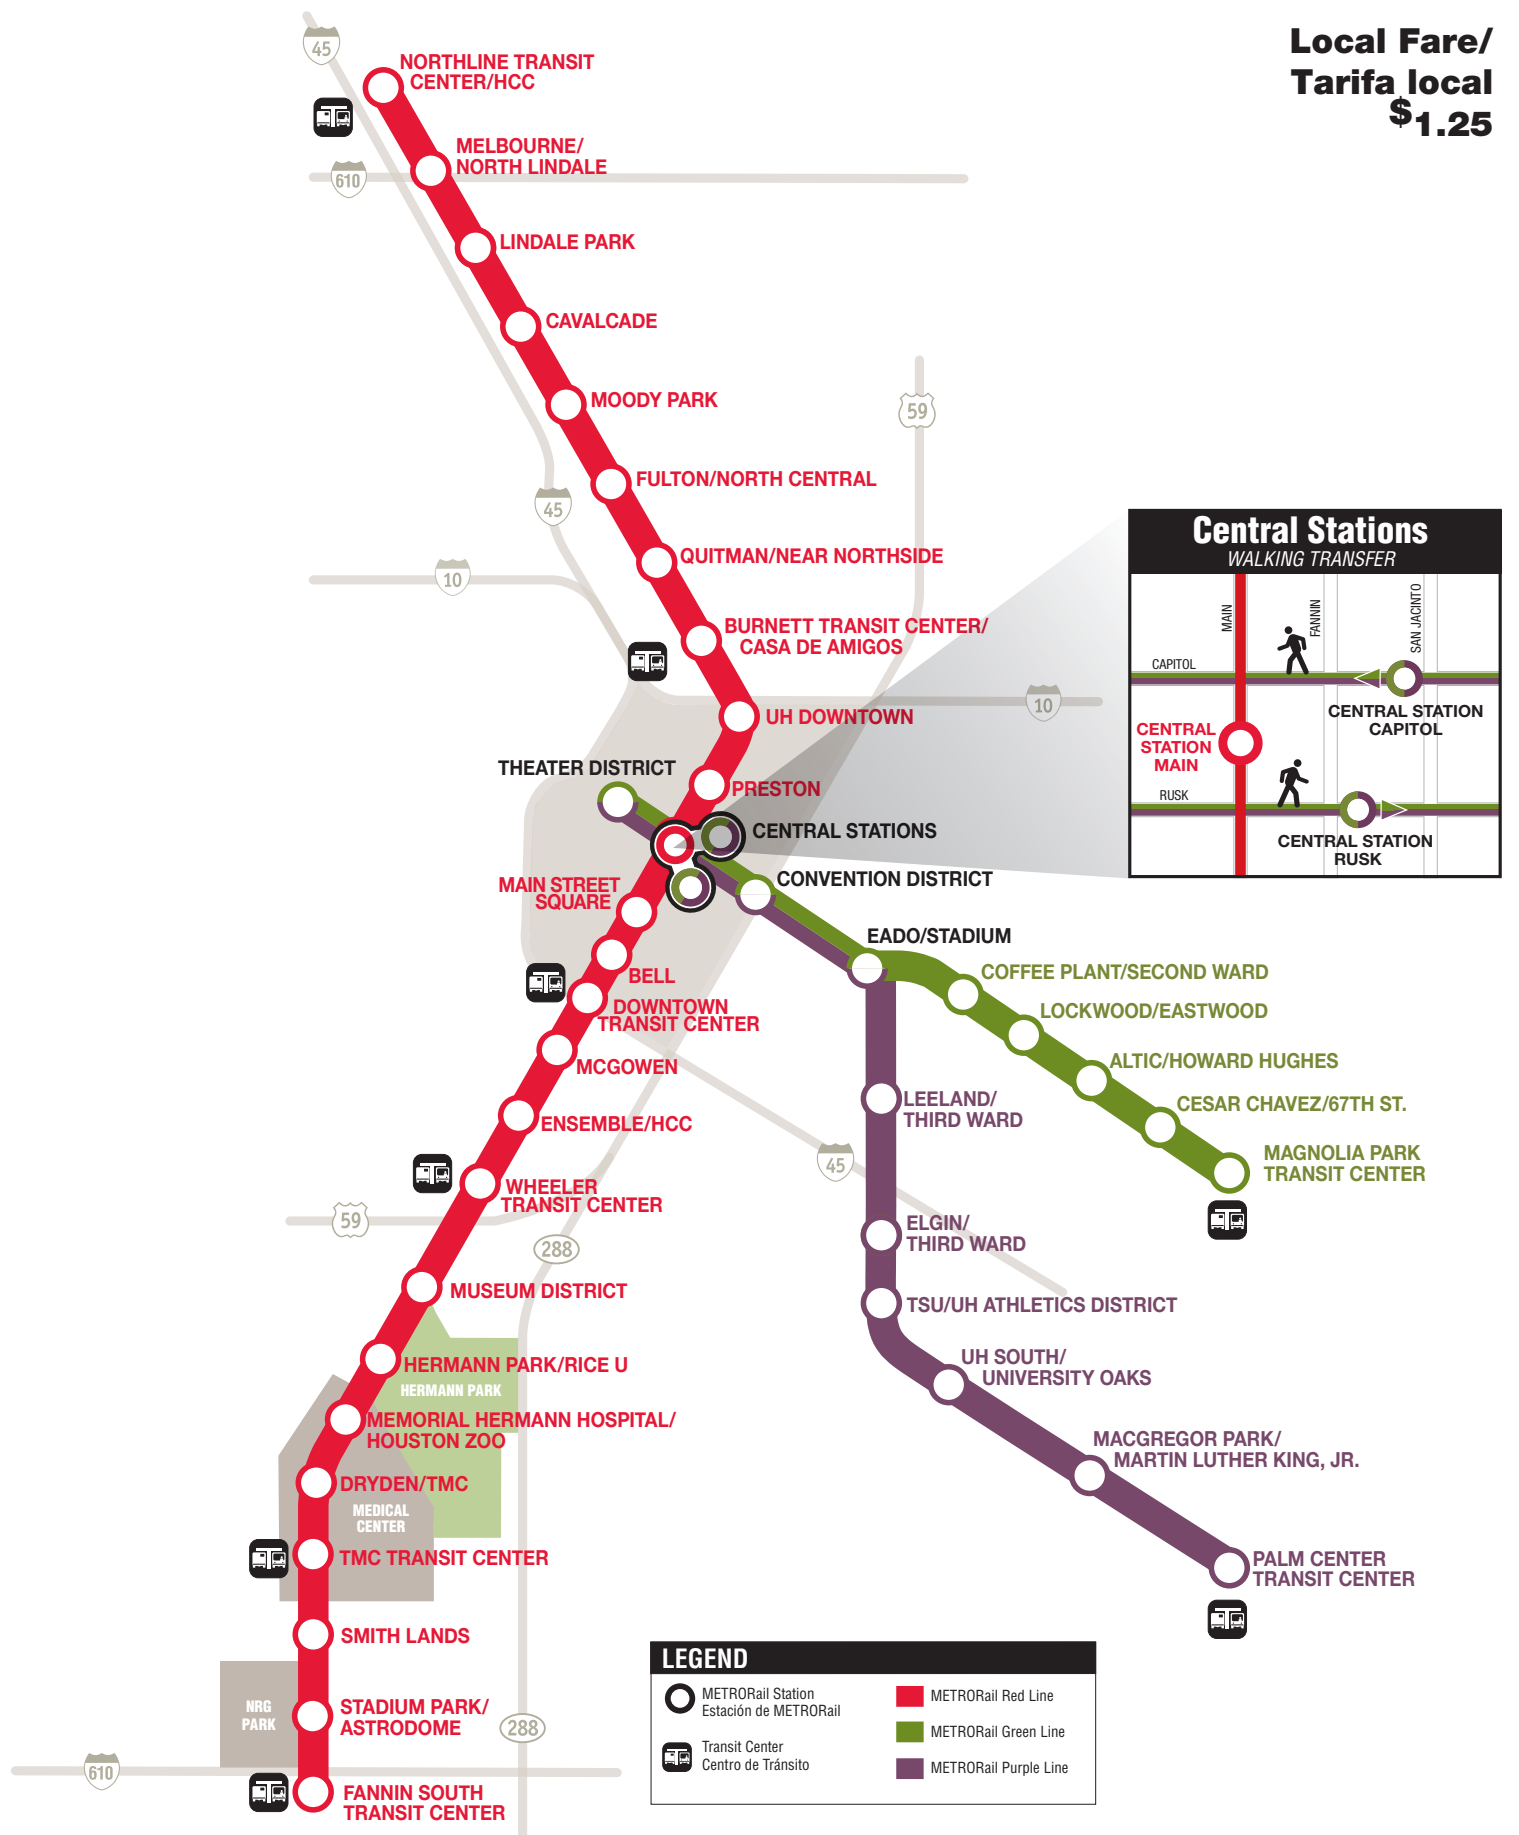 Local Fare/
Tarifa local
$1.25
45
NORTHLINE TRANSIT
CENTER/HCC
MELBOURNE/
NORTH LINDALE
610
LINDALE PARK
CAVALCADE
MOODY PARK
59
FULTON/NORTH CENTRAL
45
QUITMAN/NEAR NORTHSIDE
10
BURNETT TRANSIT CENTER/
CASA DE AMIGOS
10
UH DOWNTOWN
THEATER DISTRICT
PRESTON
CENTRAL STATIONS
Central Stations
WALKING TRANSFER
MAIN
FANNIN
SAN JACINTO
CAPITOL
CENTRAL STATION
CAPITOL
CENTRAL
STATION
MAIN
RUSK
CENTRAL STATION
RUSK
MAIN STREET
SQUARE
CONVENTION DISTRICT
EADO/STADIUM
BELL
COFFEE PLANT/SECOND WARD
DOWNTOWN
TRANSIT CENTER
LOCKWOOD/EASTWOOD
MCGOWEN
ALTIC/HOWARD HUGHES
LEELAND/
THIRD WARD
CESAR CHAVEZ/67TH ST.
ENSEMBLE/HCC
45
MAGNOLIA PARK
TRANSIT CENTER
WHEELER
TRANSIT CENTER
59
288
ELGIN/
THIRD WARD
MUSEUM DISTRICT
TSU/UH ATHLETICS DISTRICT
HERMANN PARK/RICE U
HERMANN PARK
UH SOUTH/
UNIVERSITY OAKS
MEMORIAL HERMANN HOSPITAL/
HOUSTON ZOO
MACGREGOR PARK/
MARTIN LUTHER KING, JR.
DRYDEN/TMC
MEDICAL
CENTER
TMC TRANSIT CENTER
PALM CENTER
TRANSIT CENTER
SMITH LANDS
NRG
PARK
STADIUM PARK/
ASTRODOME
288
610
FANNIN SOUTH
TRANSIT CENTER
LEGEND
METRORail Station
Estación de METRORail
Transit Center
Centro de Tránsito
METRORail Red Line
METRORail Green Line
METRORail Purple Line